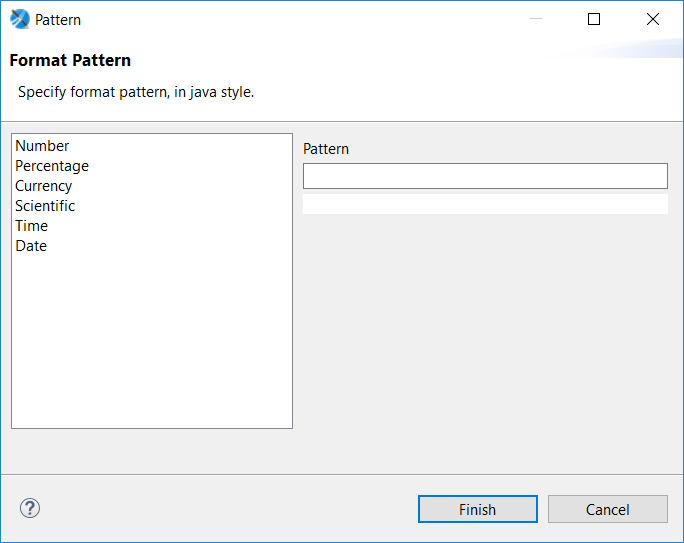 Pattern
Format Pattern
Specify format pattern, in java style.
Number
Percentage
Currency
Scientific
Time
Date
Pattern
?
Finish
Cancel